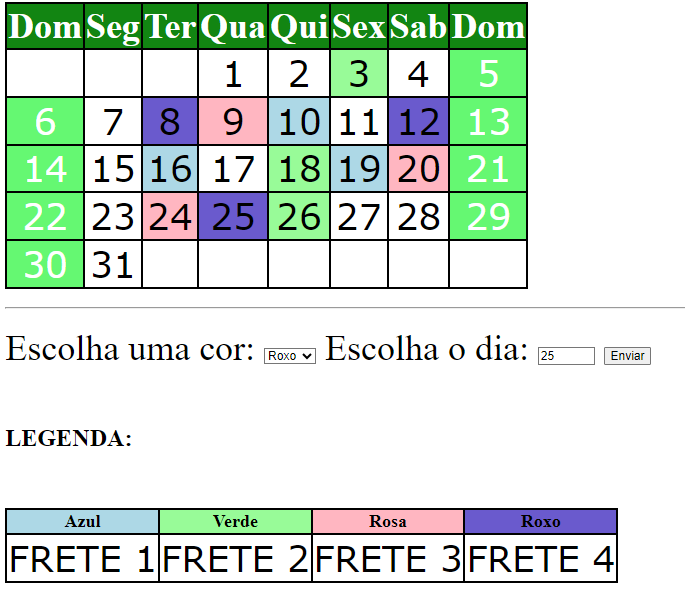 Dom Seg Ter Qua Qui Sex Sab Dom
1 2 3 4 5
6 7 8 9 10 11 12 13
14 15 16 17 18 19 20 21
22 23 24 25 26 27 28 29
30 31
Escolha uma cor: Roxo Escolha o dia: 25 Enviar
LEGENDA:
Azul Verde Rosa Roxo
FRETE 1 FRETE 2 FRETE 3 FRETE 4